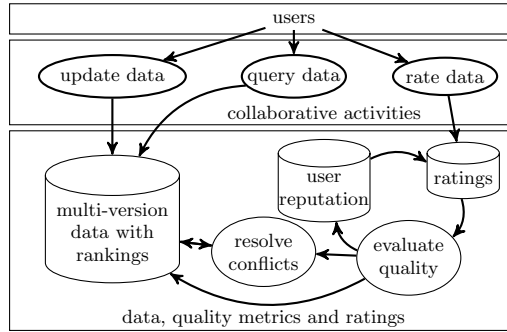 users
update data
query data
rate data
collaborative activities
user
reputation
ratings
multi-version
data with
rankings
resolve
conflicts
evaluate
quality
data, quality metrics and ratings